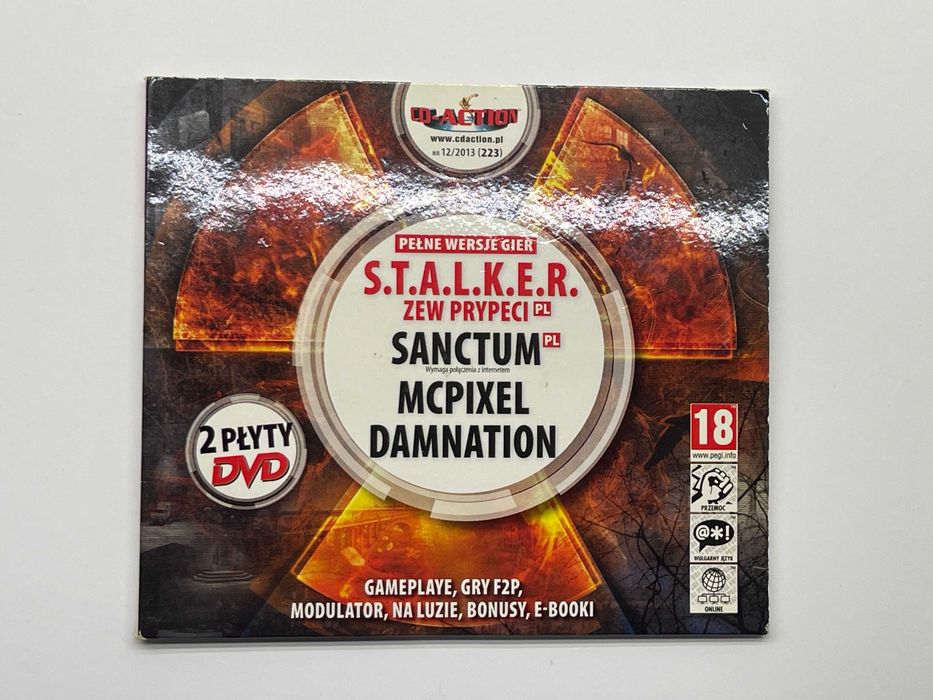 CD-ACTION
www.cdaction.pl
NR 12/2013 (223)
PEŁNE WERSJE GIER
S.T.A.L.K.E.R.
ZEW PRYPECI PL
SANCTUM PL
Wymaga połączenia z internetem
MCPIXEL
DAMNATION
2 PŁYTY
DVD
18
www.pegi.info
PRZEMOC
@*!
WULGARNY JĘZYK
ONLINE
GAMEPLAYE, GRY F2P,
MODULATOR, NA LUZIE, BONUSY, E-BOOKI